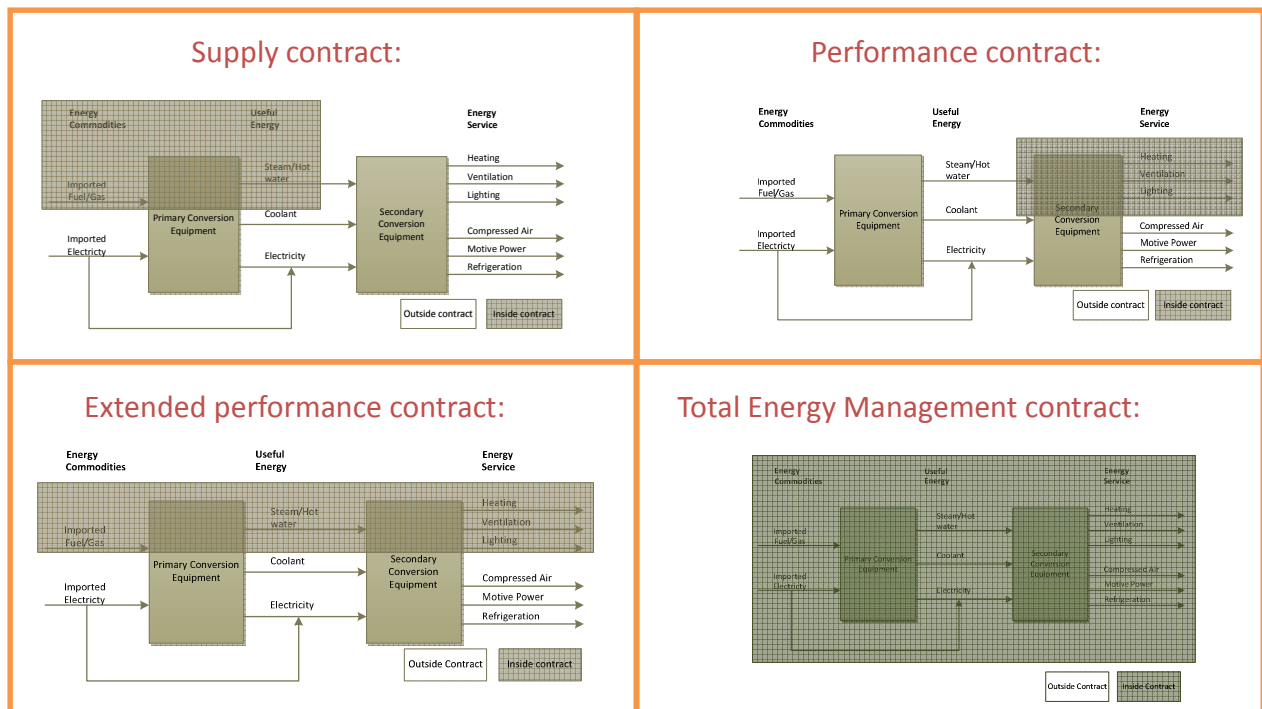 Supply contract:
Energy
Commodities
Useful
Energy
Energy
Service
Imported
Fuel/Gas
Imported
Electricity
Primary Conversion
Equipment
Steam/Hot
water
Coolant
Electricity
Secondary
Conversion
Equipment
Heating
Ventilation
Lighting
Compressed Air
Motive Power
Refrigeration
Outside contract
Inside contract
Performance contract:
Energy
Commodities
Useful
Energy
Energy
Service
Imported
Fuel/Gas
Imported
Electricity
Primary Conversion
Equipment
Steam/Hot
water
Coolant
Electricity
Secondary
Conversion
Equipment
Heating
Ventilation
Lighting
Compressed Air
Motive Power
Refrigeration
Outside contract
Inside contract
Extended performance contract:
Energy
Commodities
Useful
Energy
Energy
Service
Imported
Fuel/Gas
Imported
Electricity
Primary Conversion
Equipment
Steam/Hot
water
Coolant
Electricity
Secondary
Conversion
Equipment
Heating
Ventilation
Lighting
Compressed Air
Motive Power
Refrigeration
Outside Contract
Inside contract
Total Energy Management contract:
Energy
Commodities
Useful
Energy
Energy
Service
Imported
Fuel/Gas
Imported
Electricity
Primary Conversion
Equipment
Steam/Hot
water
Coolant
Electricity
Secondary
Conversion
Equipment
Heating
Ventilation
Lighting
Compressed Air
Motive Power
Refrigeration
Outside Contract
Inside Contract